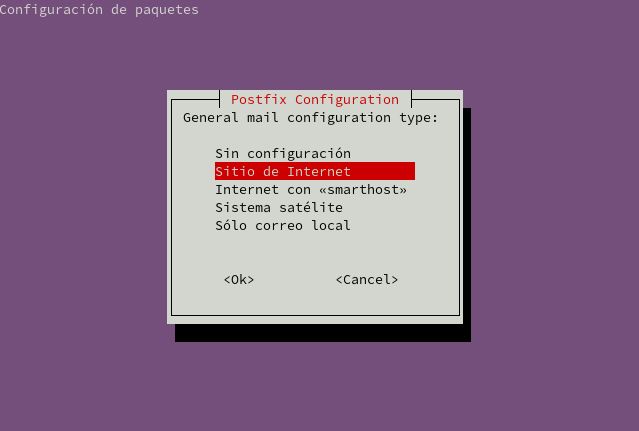 Configuración de paquetes
Postfix Configuration
General mail configuration type:
Sin configuración
Sitio de Internet
Internet con «smarthost»
Sistema satélite
Sólo correo local
<Ok> <Cancel>